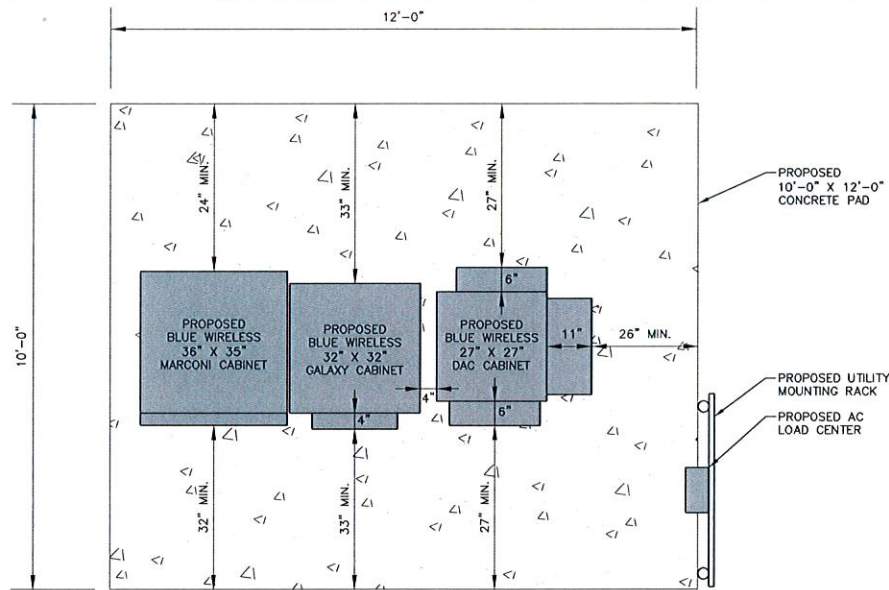 12'-0"
10'-0"
24" MIN.
33" MIN.
27" MIN.
PROPOSED
10'-0" X 12'-0"
CONCRETE PAD
6"
PROPOSED
BLUE WIRELESS
36" X 35"
MARCONI CABINET
PROPOSED
BLUE WIRELESS
32" X 32"
GALAXY CABINET
PROPOSED
BLUE WIRELESS
27" X 27"
DAC CABINET
11"
26" MIN.
4"
4"
6"
PROPOSED UTILITY
MOUNTING RACK
PROPOSED AC
LOAD CENTER
32" MIN.
33" MIN.
27" MIN.